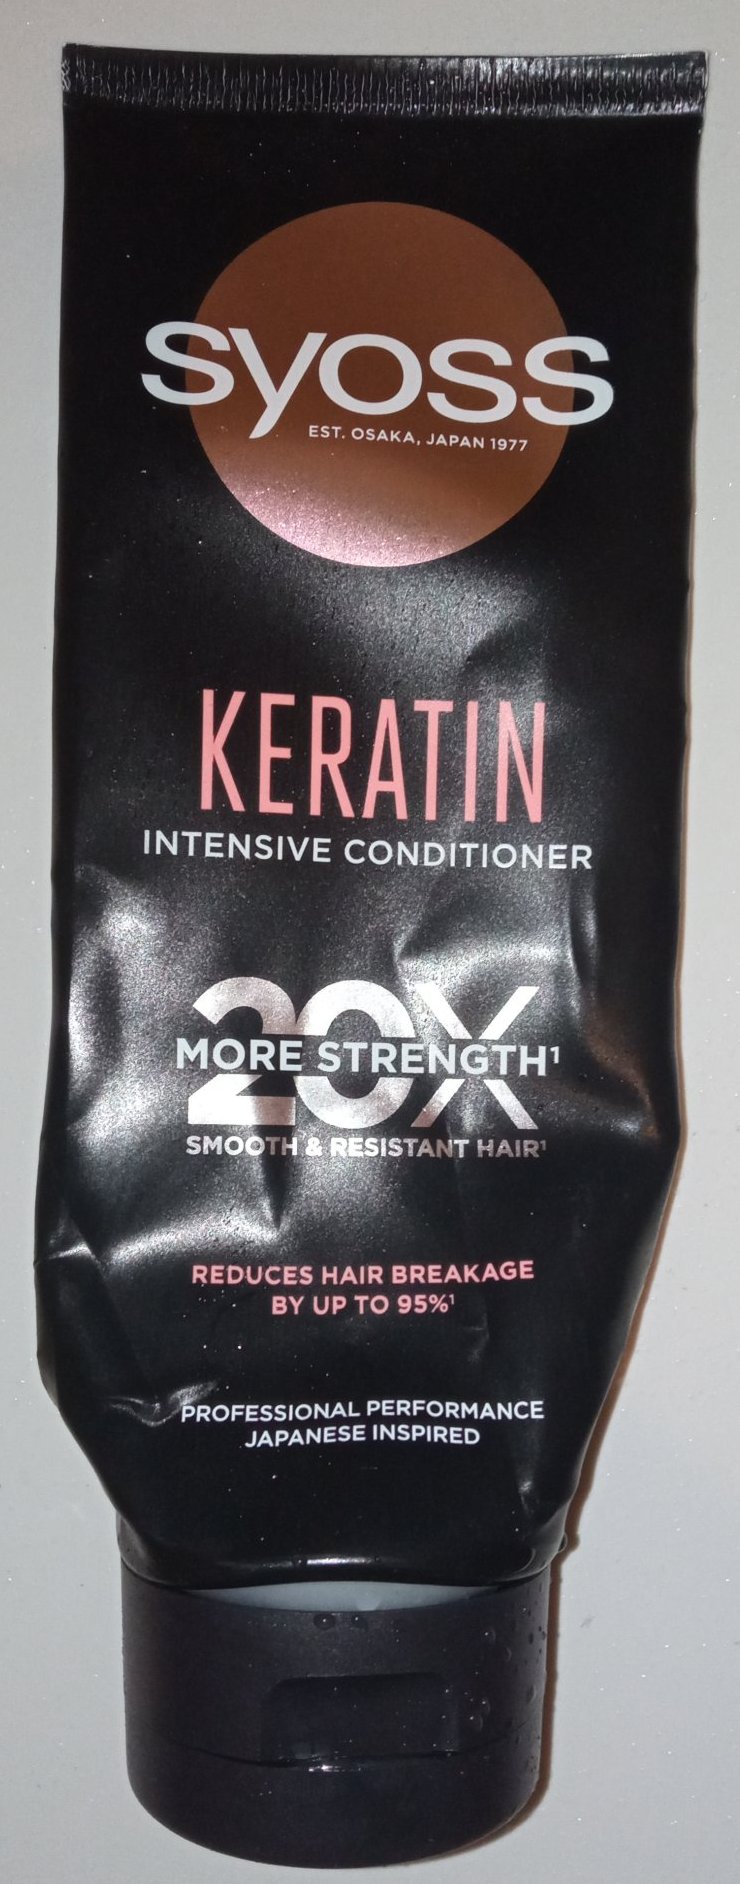 syoss
EST. OSAKA, JAPAN 1977
KERATIN
INTENSIVE CONDITIONER
20X
MORE STRENGTH¹
SMOOTH & RESISTANT HAIR¹
REDUCES HAIR BREAKAGE
BY UP TO 95%¹
PROFESSIONAL PERFORMANCE
JAPANESE INSPIRED